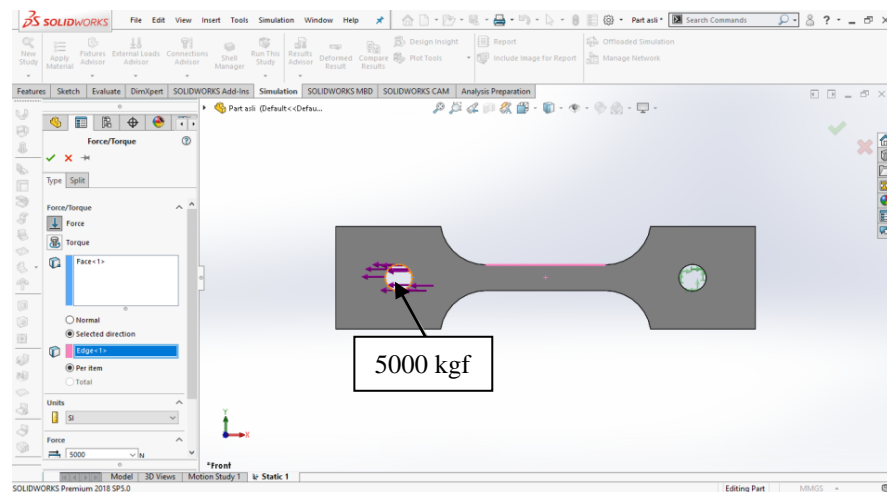 SOLIDWORKS File Edit View Insert Tools Simulation Window Help Part asli * Search Commands ?
New Study Apply Material Fixtures Advisor External Loads Advisor Connections Advisor Shell Manager Run This Study Results Advisor Deformed Result Compare Results Design Insight Plot Tools Report Include Image for Report Offloaded Simulation Manage Network
Features Sketch Evaluate DimXpert SOLIDWORKS Add-Ins Simulation SOLIDWORKS MBD SOLIDWORKS CAM Analysis Preparation
Part asli (Default<<Defau...
Force/Torque
Type Split
Force/Torque
Force
Torque
Face<1>
Normal
Selected direction
Edge<1>
Per item
Total
Units
SI
Force
5000 N
5000 kgf
Y
X
*Front
Model 3D Views Motion Study 1 Static 1
SOLIDWORKS Premium 2018 SP5.0 Editing Part MMGS